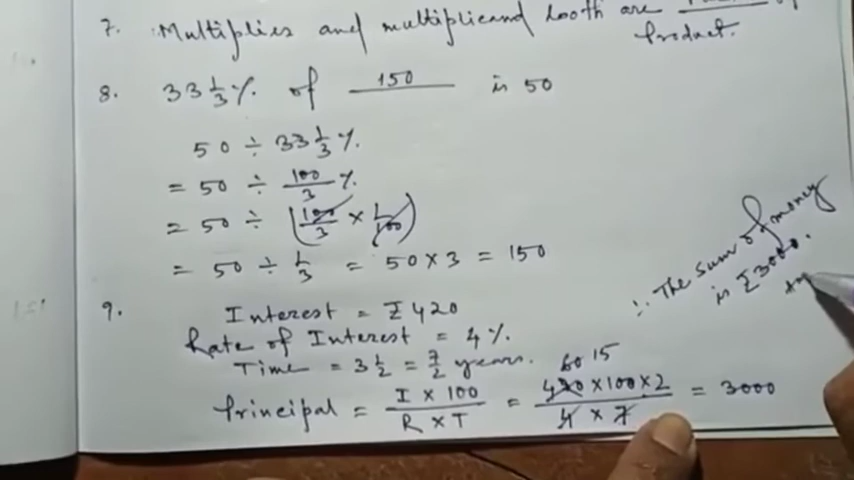 7. Multiplier and multiplicand both are
Product.
8. 33 1/3 % of 150 is 50
50 ÷ 33 1/3 %.
= 50 ÷ 100/3 %
= 50 ÷ (100/3 × 1/100)
= 50 ÷ 1/3 = 50 × 3 = 150
9. Interest = ₹420
Rate of Interest = 4 %.
Time = 3 1/2 = 7/2 years.
60 15
Principal = I × 100 / R × T = 420 × 100 × 2 / 4 × 7 = 3000
∴ The sum of money
is ₹3000.